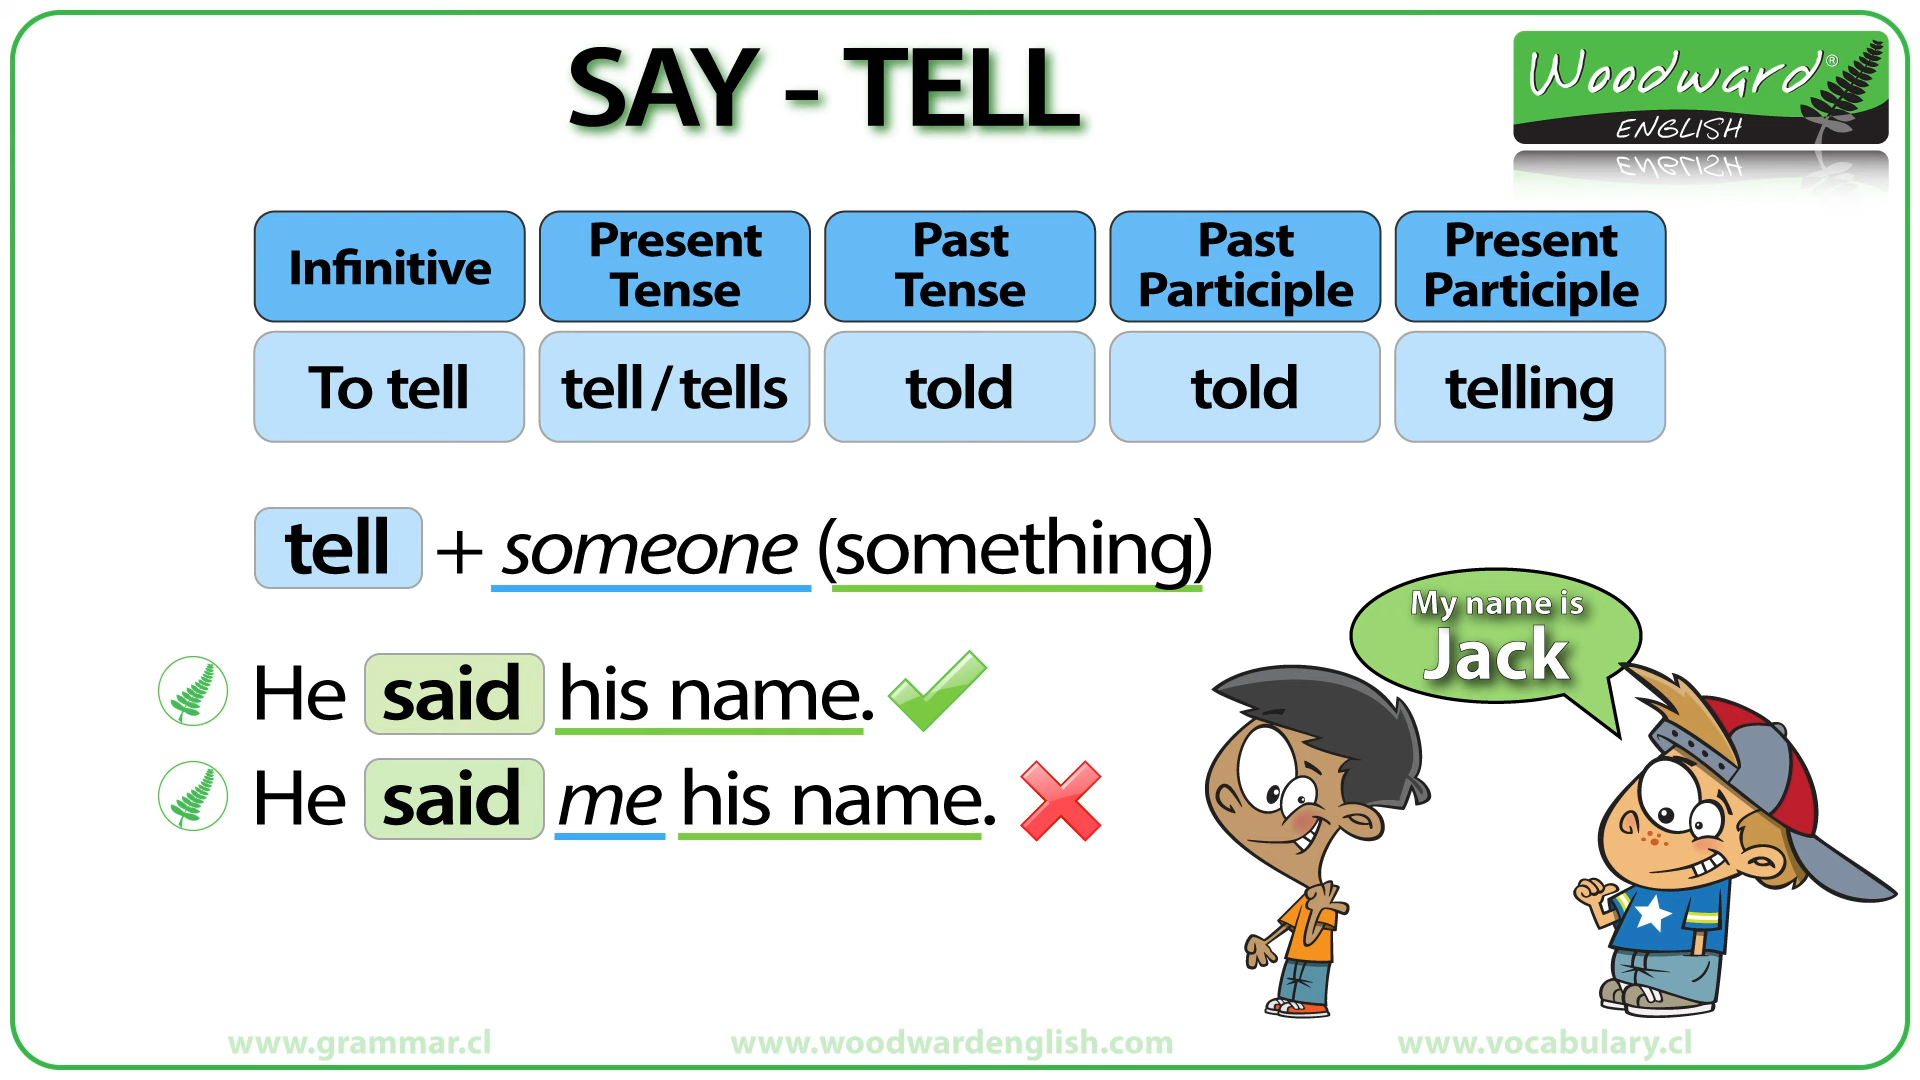 SAY - TELL
Woodward®
ENGLISH
Infinitive
Present
Tense
Past
Tense
Past
Participle
Present
Participle
To tell
tell / tells
told
told
telling
tell + someone (something)
My name is
Jack
He said his name.
He said me his name.
www.grammar.cl
www.woodwardenglish.com
www.vocabulary.cl